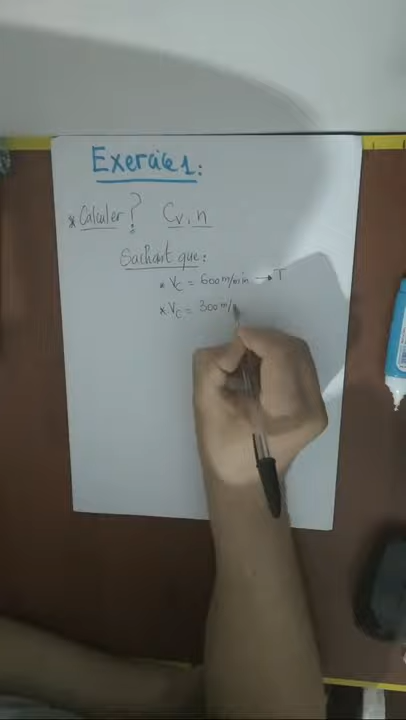 Exercice 1:
* Calculer? Cv, n
Sachant que:
* Vc = 600 m/min → T
* Vc = 300 m/